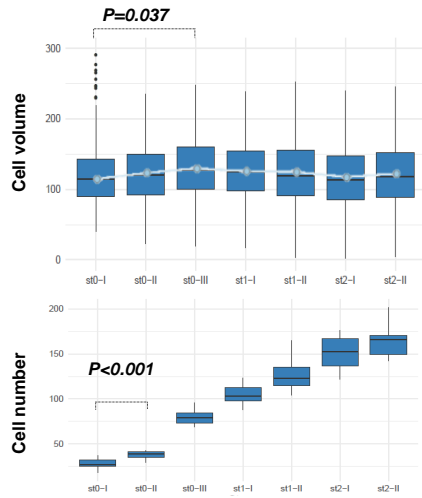 P=0.037
Cell volume
300
200
100
0
st0-I st0-II st0-III st1-I st1-II st2-I st2-II
P<0.001
Cell number
200
150
100
50
st0-I st0-II st0-III st1-I st1-II st2-I st2-II